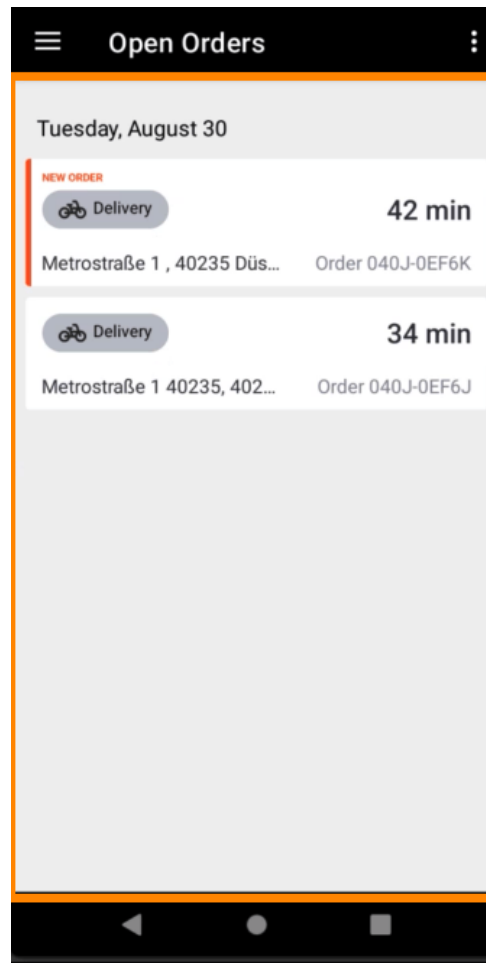 Open Orders
Tuesday, August 30
NEW ORDER
Delivery
42 min
Metrostraße 1 , 40235 Düs... Order 040J-0EF6K
Delivery
34 min
Metrostraße 1 40235, 402... Order 040J-0EF6J